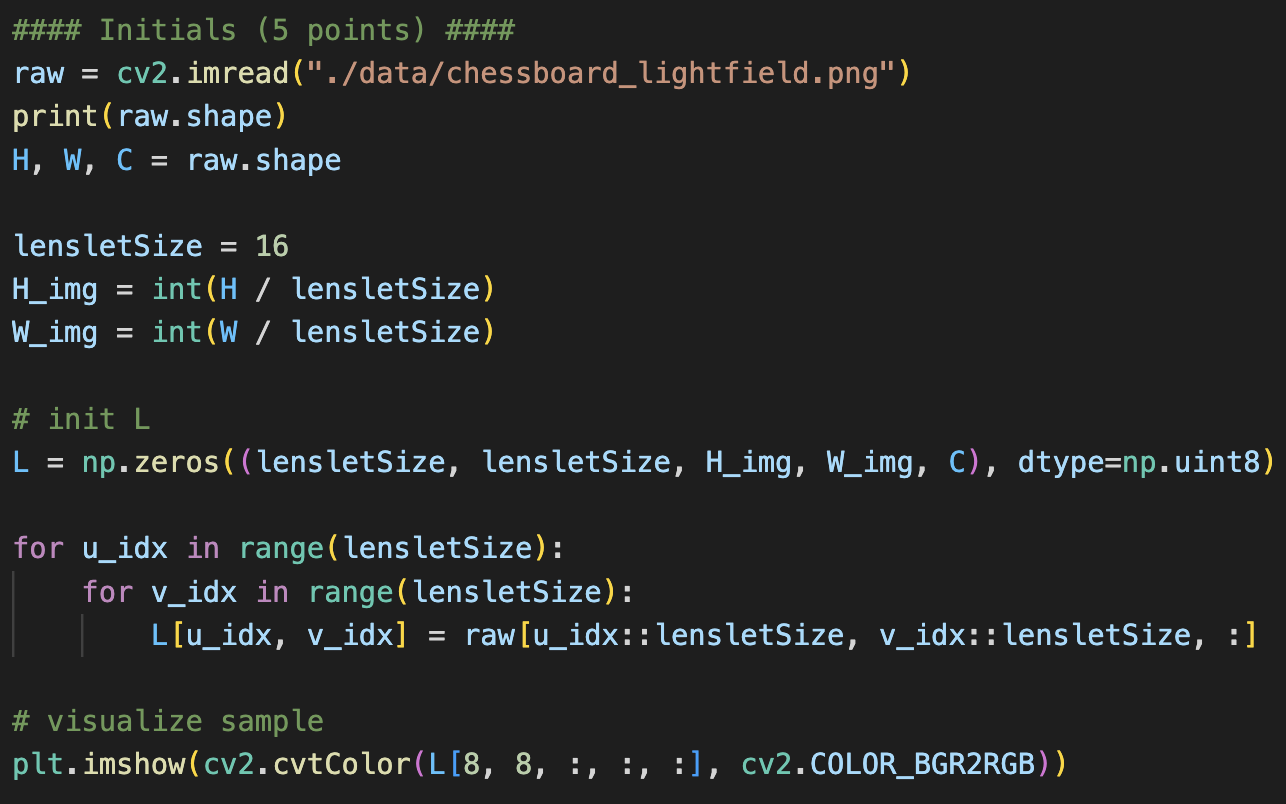 #### Initials (5 points) ####
raw = cv2.imread("./data/chessboard_lightfield.png")
print(raw.shape)
H, W, C = raw.shape

lensletSize = 16
H_img = int(H / lensletSize)
W_img = int(W / lensletSize)

# init L
L = np.zeros((lensletSize, lensletSize, H_img, W_img, C), dtype=np.uint8)

for u_idx in range(lensletSize):
    for v_idx in range(lensletSize):
        L[u_idx, v_idx] = raw[u_idx::lensletSize, v_idx::lensletSize, :]

# visualize sample
plt.imshow(cv2.cvtColor(L[8, 8, :, :, :], cv2.COLOR_BGR2RGB))